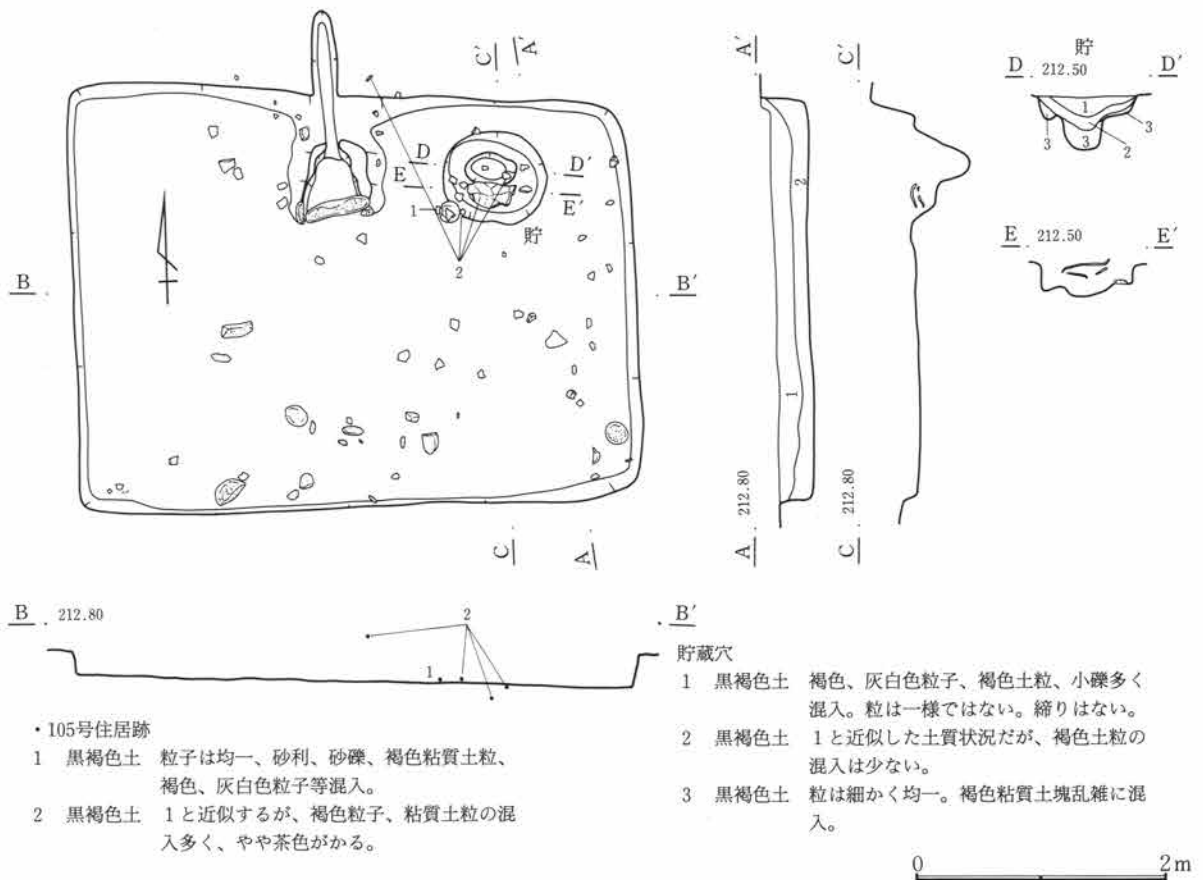 C′
A′
D
D′
E
E′
1
貯
2
B
B′
C
A
A′
2
1
A 212.80
C′
C 212.80
貯
D 212.50 D′
1
3
3
2
3
E 212.50 E′
B 212.80
2
B′
1
・105号住居跡
1 黒褐色土 粒子は均一、砂利、砂礫、褐色粘質土粒、
褐色、灰白色粒子等混入。
2 黒褐色土 1と近似するが、褐色粒子、粘質土粒の混
入多く、やや茶色がかる。
貯蔵穴
1 黒褐色土 褐色、灰白色粒子、褐色土粒、小礫多く
混入。粒は一様ではない。締りはない。
2 黒褐色土 1と近似した土質状況だが、褐色土粒の
混入は少ない。
3 黒褐色土 粒は細かく均一。褐色粘質土塊乱雑に混
入。
0 2m